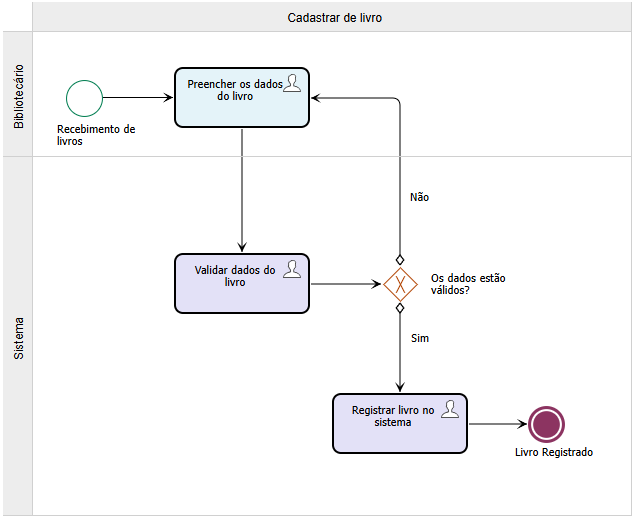 Cadastrar de livro
Bibliotecário
Preencher os dados
do livro
Recebimento de
livros
Não
Sistema
Validar dados do
livro
X
Os dados estão
válidos?
Sim
Registrar livro no
sistema
Livro Registrado